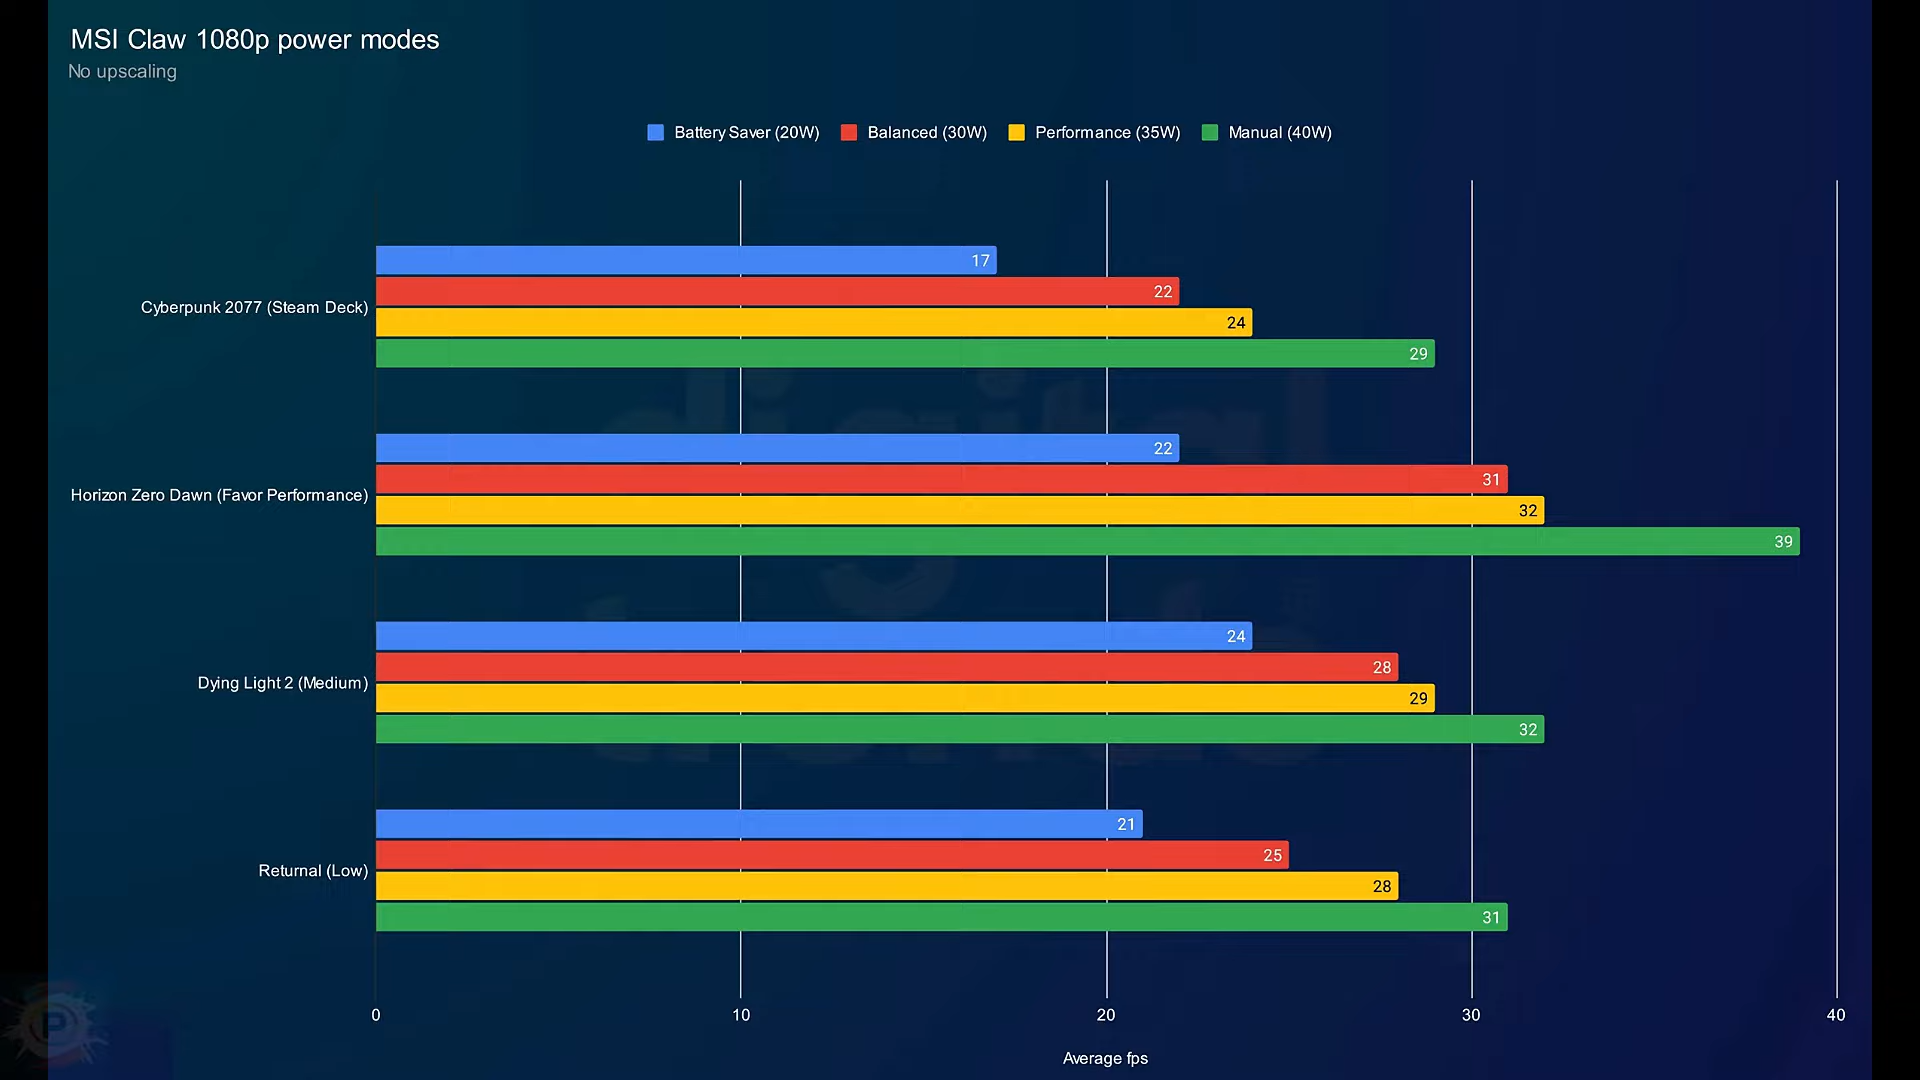 MSI Claw 1080p power modes
No upscaling
Battery Saver (20W) Balanced (30W) Performance (35W) Manual (40W)
Cyberpunk 2077 (Steam Deck)
17
22
24
29
Horizon Zero Dawn (Favor Performance)
22
31
32
39
Dying Light 2 (Medium)
24
28
29
32
Returnal (Low)
21
25
28
31
0 10 20 30 40
Average fps
digital
P